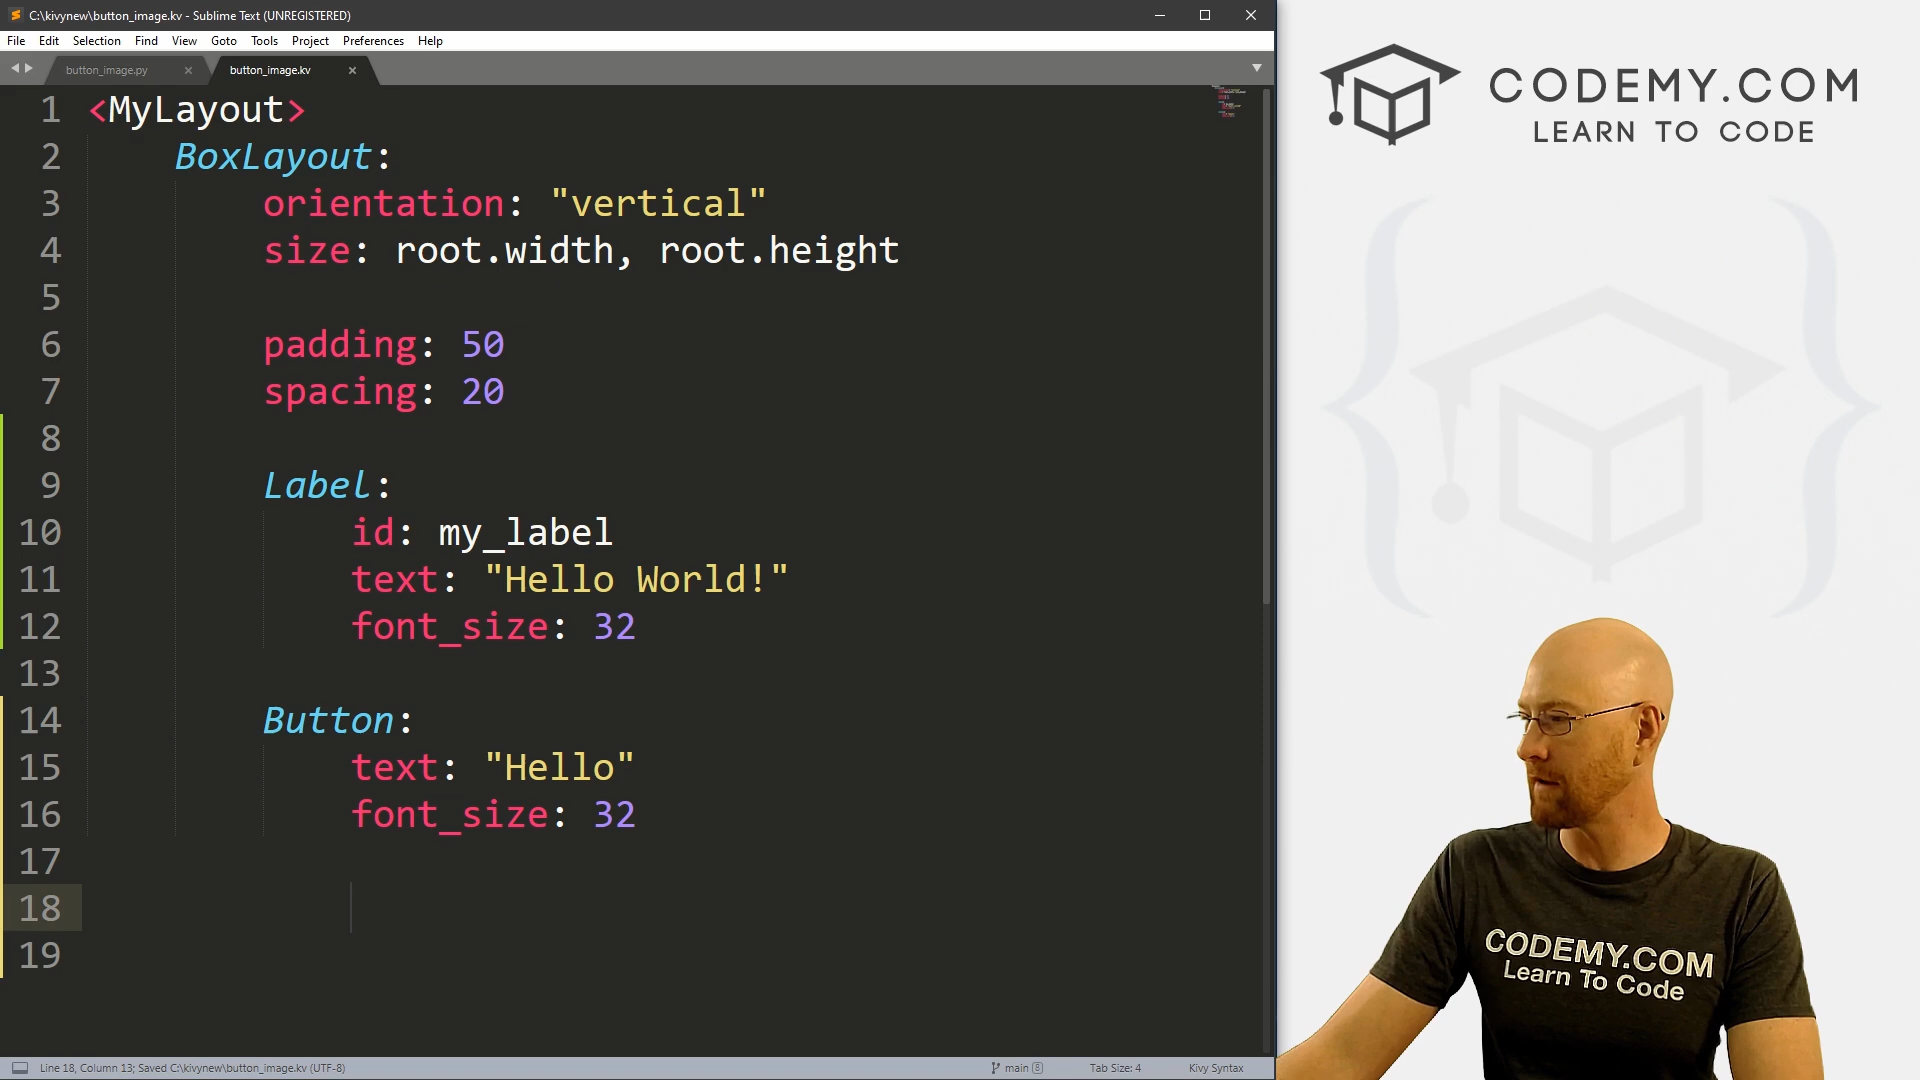 C:\kivynew\button_image.kv - Sublime Text (UNREGISTERED)
File Edit Selection Find View Goto Tools Project Preferences Help
button_image.py button_image.kv
1 <MyLayout>
2 BoxLayout:
3 orientation: "vertical"
4 size: root.width, root.height
5
6 padding: 50
7 spacing: 20
8
9 Label:
10 id: my_label
11 text: "Hello World!"
12 font_size: 32
13
14 Button:
15 text: "Hello"
16 font_size: 32
17
18
19
Line 18, Column 13; Saved C:\kivynew\button_image.kv (UTF-8) main 8 Tab Size: 4 Kivy Syntax
CODEMY.COM
LEARN TO CODE
CODEMY.COM
Learn To Code